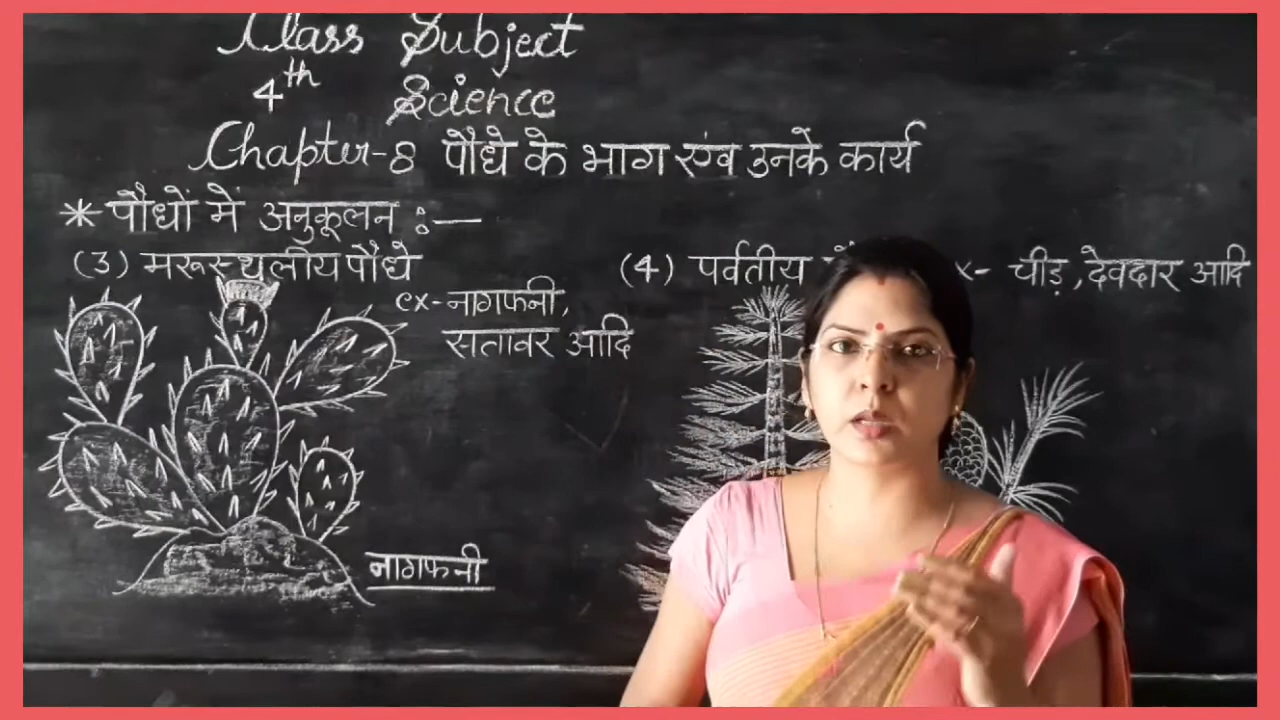 Class Subject
4th Science
Chapter-8 पौधे के भाग एंव उनके कार्य
* पौधों में अनुकूलन :—
(3) मरूस्थलीय पौधे
ex- नागफनी,
सतावर आदि
(4) पर्वतीय
x- चीड़, देवदार आदि
नागफनी